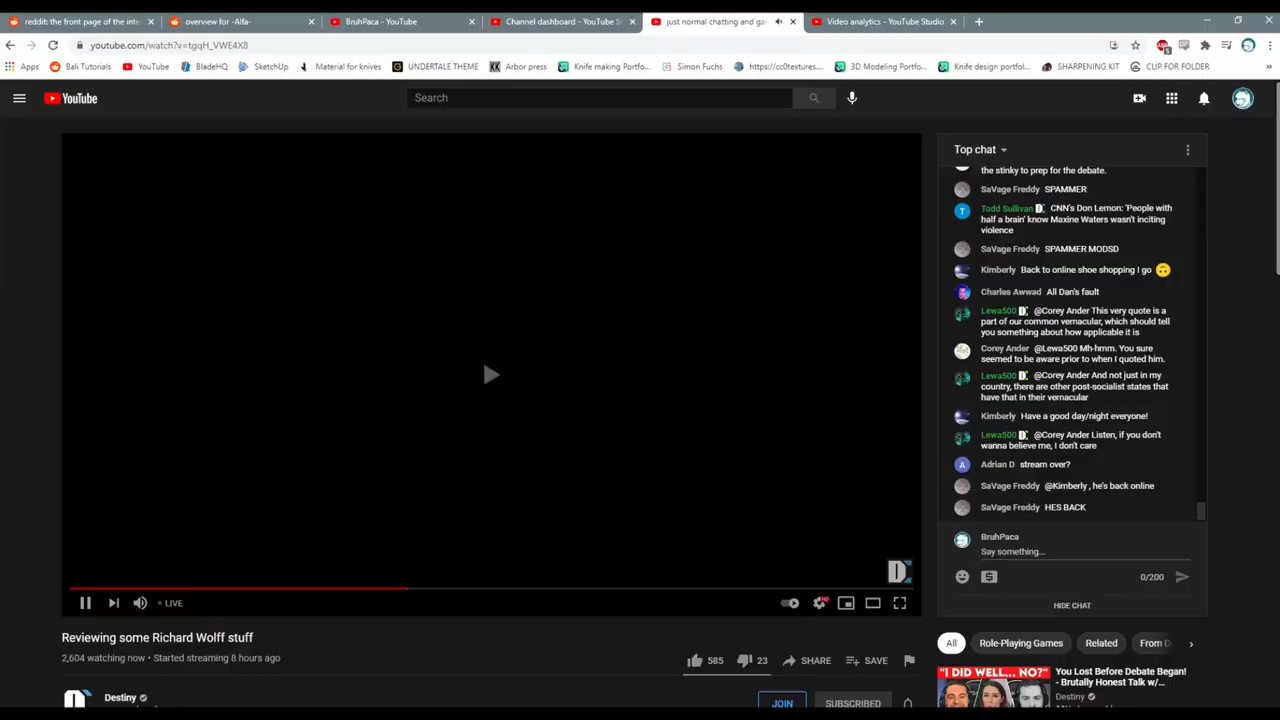 reddit: the front page of the inte
overview for -Alfa-
BruhPaca - YouTube
Channel dashboard - YouTube S
just normal chatting and ga
Video analytics - YouTube Studio
youtube.com/watch?v=tgqH_VWE4X8
Apps
Bali Tutorials
YouTube
BladeHQ
SketchUp
Material for knives
UNDERTALE THEME
Arbor press
Knife making Portfo...
Simon Fuchs
https://cc0textures...
3D Modeling Portfo...
Knife design portfol...
SHARPENING KIT
CLIP FOR FOLDER
YouTube
Search
Top chat
the stinky to prep for the debate.
SaVage Freddy SPAMMER
Todd Sullivan CNN's Don Lemon: 'People with
half a brain' know Maxine Waters wasn't inciting
violence
SaVage Freddy SPAMMER MODSD
Kimberly Back to online shoe shopping I go
Charles Awwad All Dan's fault
Lewa500 @Corey Ander This very quote is a
part of our common vernacular, which should tell
you something about how applicable it is
Corey Ander @Lewa500 Mh-hmm. You sure
seemed to be aware prior to when I quoted him.
Lewa500 @Corey Ander And not just in my
country, there are other post-socialist states that
have that in their vernacular
Kimberly Have a good day/night everyone!
Lewa500 @Corey Ander Listen, if you don't
wanna believe me, I don't care
Adrian D stream over?
SaVage Freddy @Kimberly , he's back online
SaVage Freddy HES BACK
BruhPaca
Say something...
0/200
HIDE CHAT
LIVE
Reviewing some Richard Wolff stuff
2,604 watching now • Started streaming 8 hours ago
585
23
SHARE
SAVE
All
Role-Playing Games
Related
From D
"I DID WELL... NO?"
You Lost Before Debate Began!
- Brutally Honest Talk w/...
Destiny
Destiny
JOIN
SUBSCRIBED